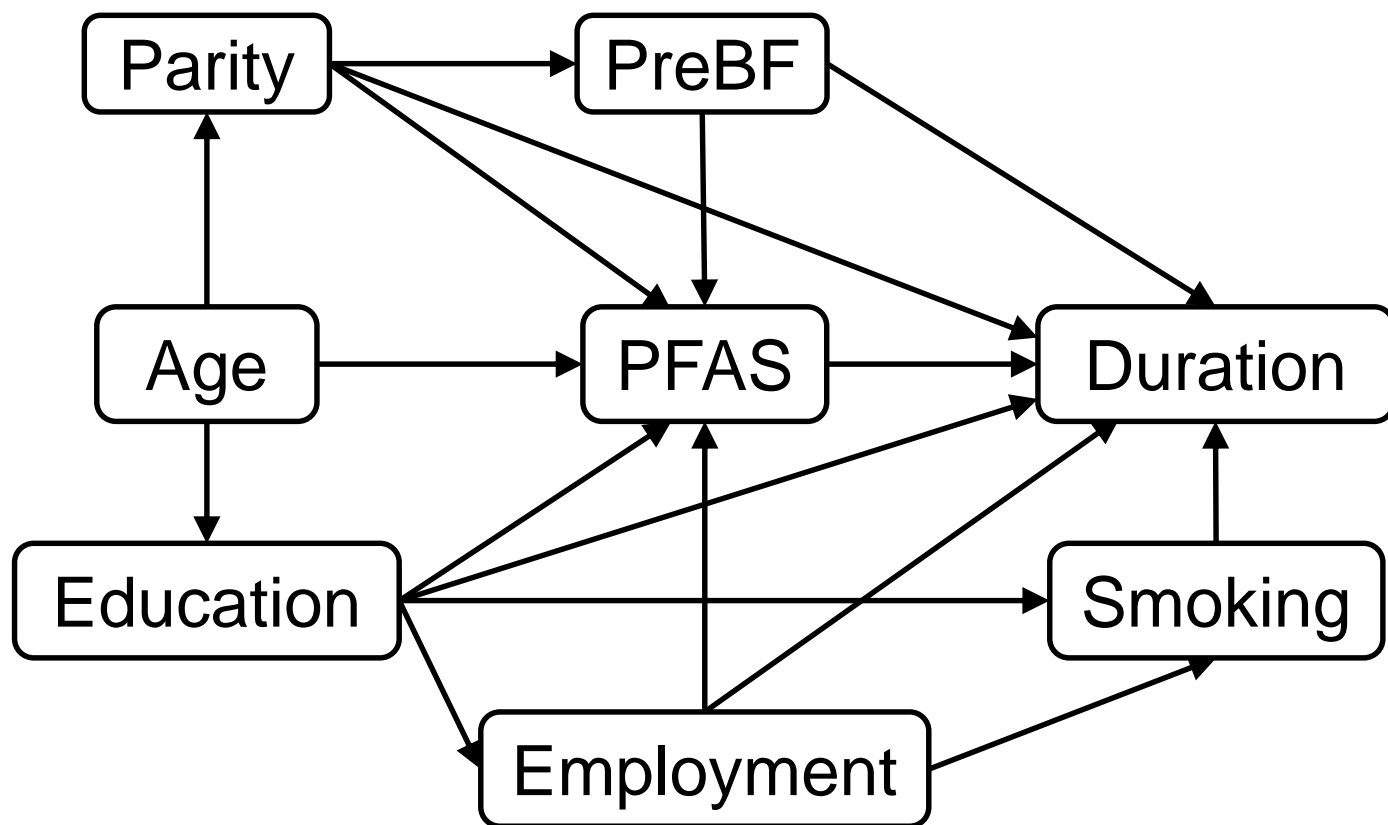 Parity
PreBF
Age
PFAS
Duration
Education
Smoking
Employment